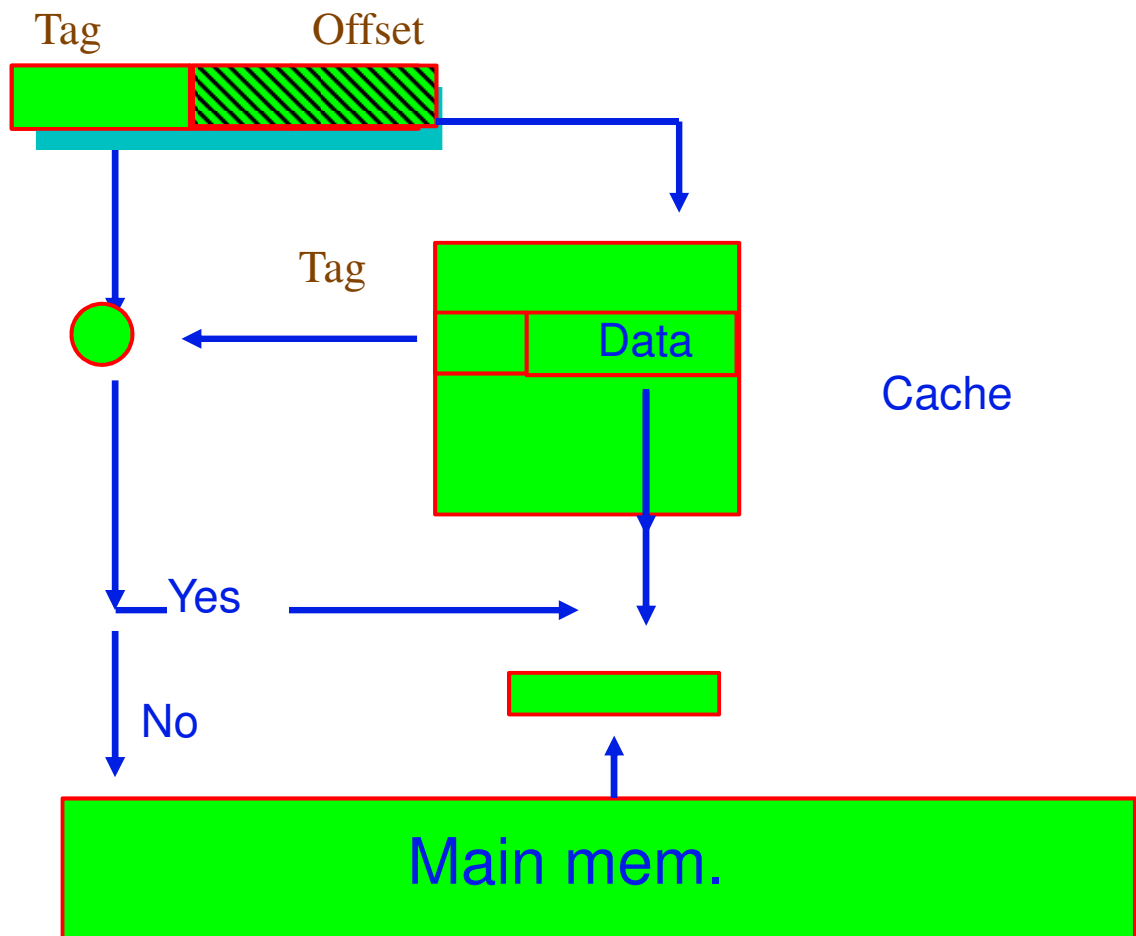 Tag
Offset
Tag
Data
Cache
Yes
No
Main mem.